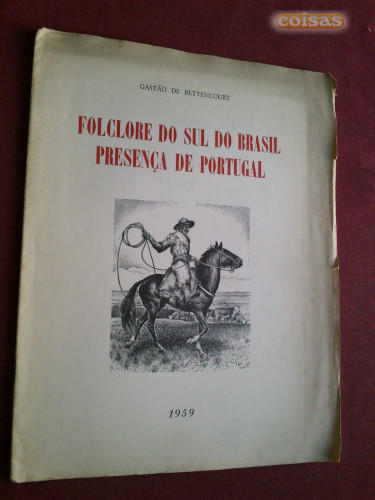 coisas
GASTÃO DE BETTENCOURT
FOLCLORE DO SUL DO BRASIL
PRESENÇA DE PORTUGAL
1959